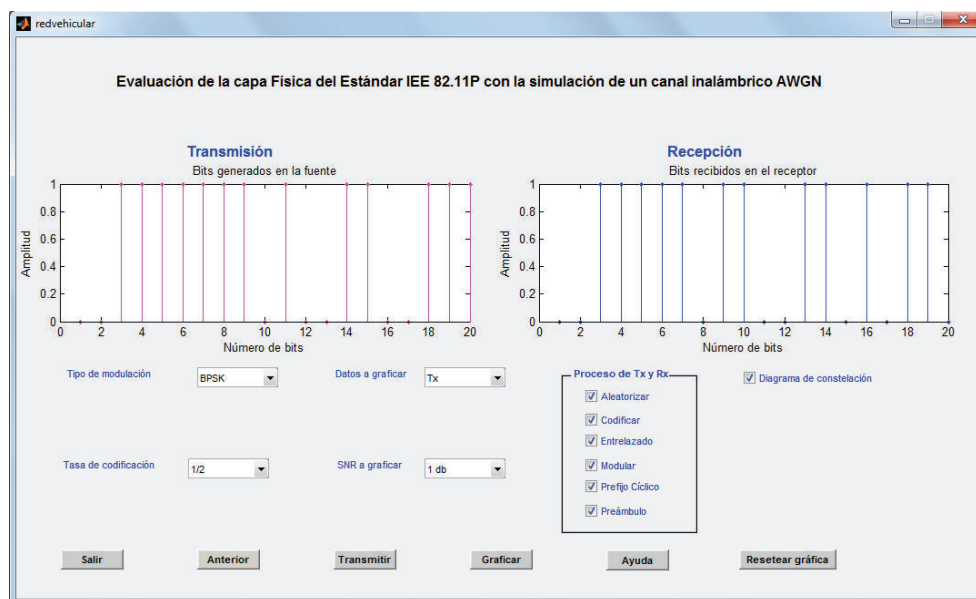 redvehicular
Evaluación de la capa Física del Estándar IEE 82.11P con la simulación de un canal inalámbrico AWGN
Transmisión
Bits generados en la fuente
1
0.8
0.6
0.4
0.2
0
Amplitud
0 2 4 6 8 10 12 14 16 18 20
Número de bits
Recepción
Bits recibidos en el receptor
1
0.8
0.6
0.4
0.2
0
Amplitud
0 2 4 6 8 10 12 14 16 18 20
Número de bits
Tipo de modulación
BPSK
Datos a graficar
Tx
Tasa de codificación
1/2
SNR a graficar
1 db
Proceso de Tx y Rx
Aleatorizar
Codificar
Entrelazado
Modular
Prefijo Cíclico
Preámbulo
Diagrama de constelación
Salir
Anterior
Transmitir
Graficar
Ayuda
Resetear gráfica